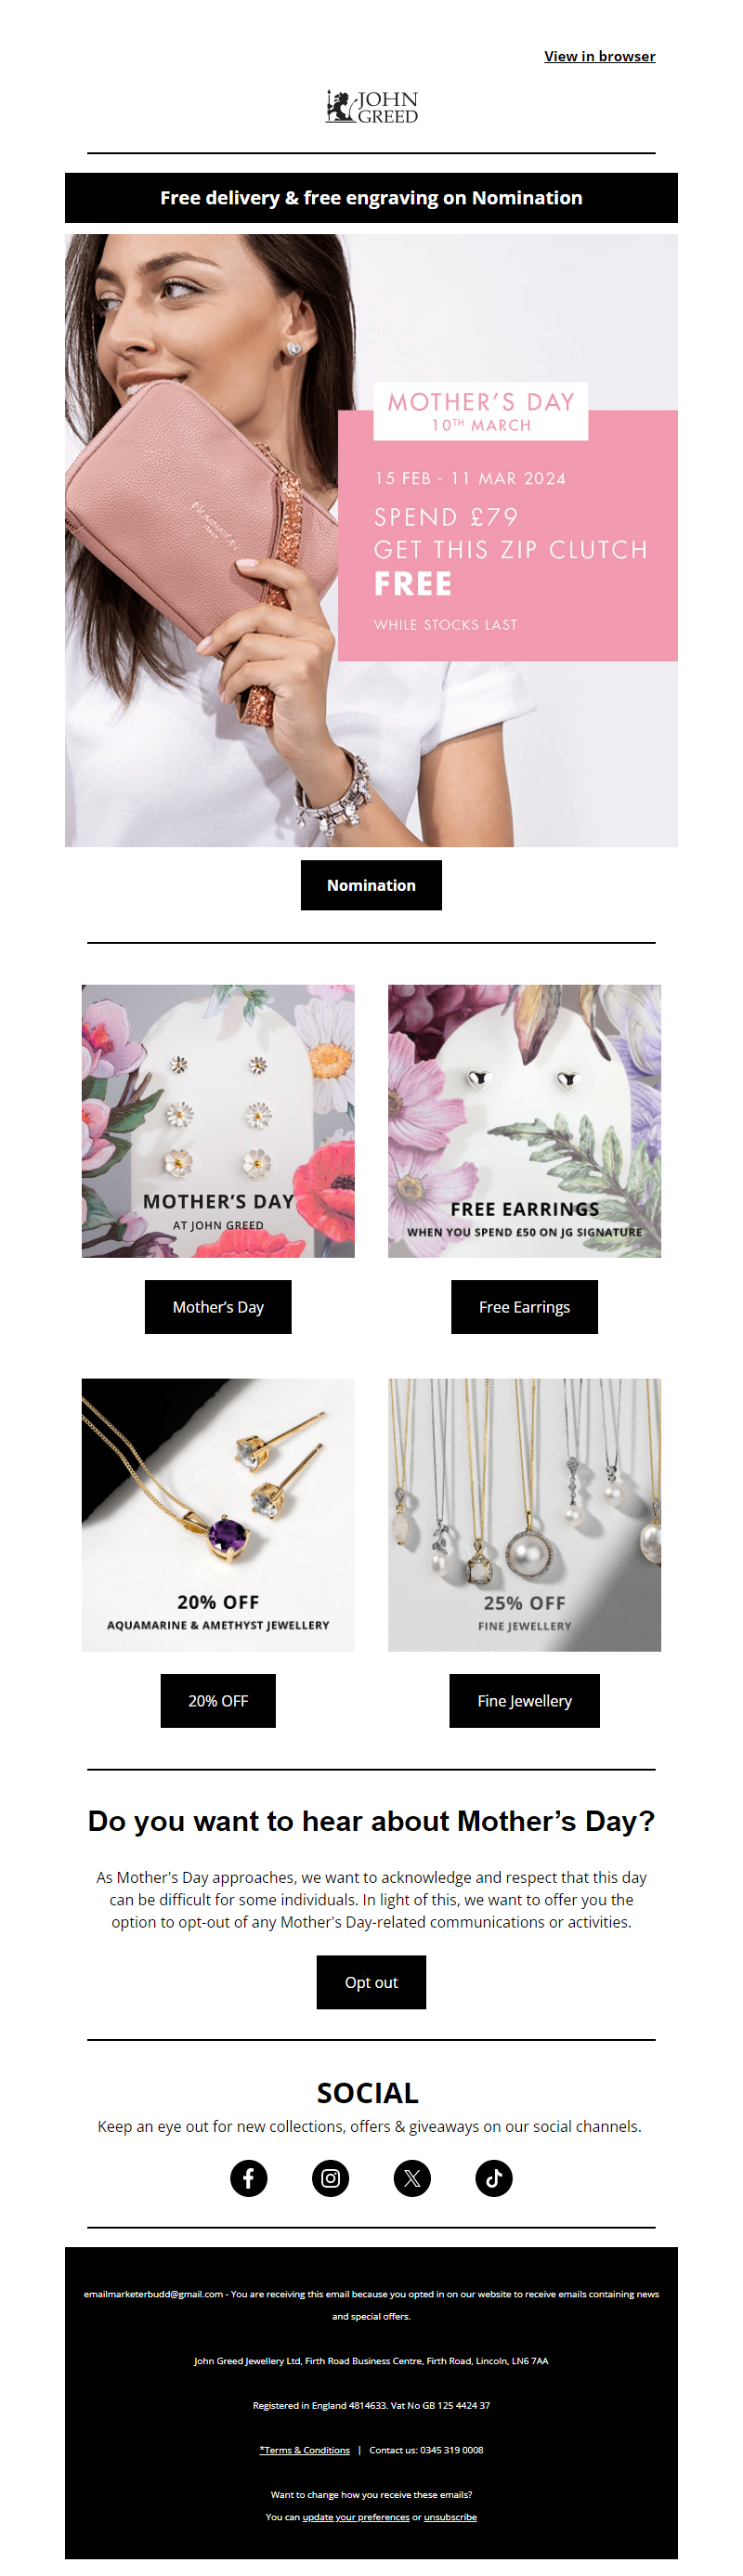 View in browser
JOHN
GREED
Free delivery & free engraving on Nomination
MOTHER'S DAY
10TH MARCH
15 FEB - 11 MAR 2024
SPEND £79
GET THIS ZIP CLUTCH
FREE
WHILE STOCKS LAST
NOMINATION
ITALY
Nomination
MOTHER'S DAY
AT JOHN GREED
FREE EARRINGS
WHEN YOU SPEND £50 ON JG SIGNATURE
Mother's Day
Free Earrings
20% OFF
AQUAMARINE & AMETHYST JEWELLERY
25% OFF
FINE JEWELLERY
20% OFF
Fine Jewellery
Do you want to hear about Mother's Day?
As Mother's Day approaches, we want to acknowledge and respect that this day
can be difficult for some individuals. In light of this, we want to offer you the
option to opt-out of any Mother's Day-related communications or activities.
Opt out
SOCIAL
Keep an eye out for new collections, offers & giveaways on our social channels.
emailmarketerbudd@gmail.com - You are receiving this email because you opted in on our website to receive emails containing news
and special offers.
John Greed Jewellery Ltd, Firth Road Business Centre, Firth Road, Lincoln, LN6 7AA
Registered in England 4814633. Vat No GB 125 4424 37
*Terms & Conditions | Contact us: 0345 319 0008
Want to change how you receive these emails?
You can update your preferences or unsubscribe